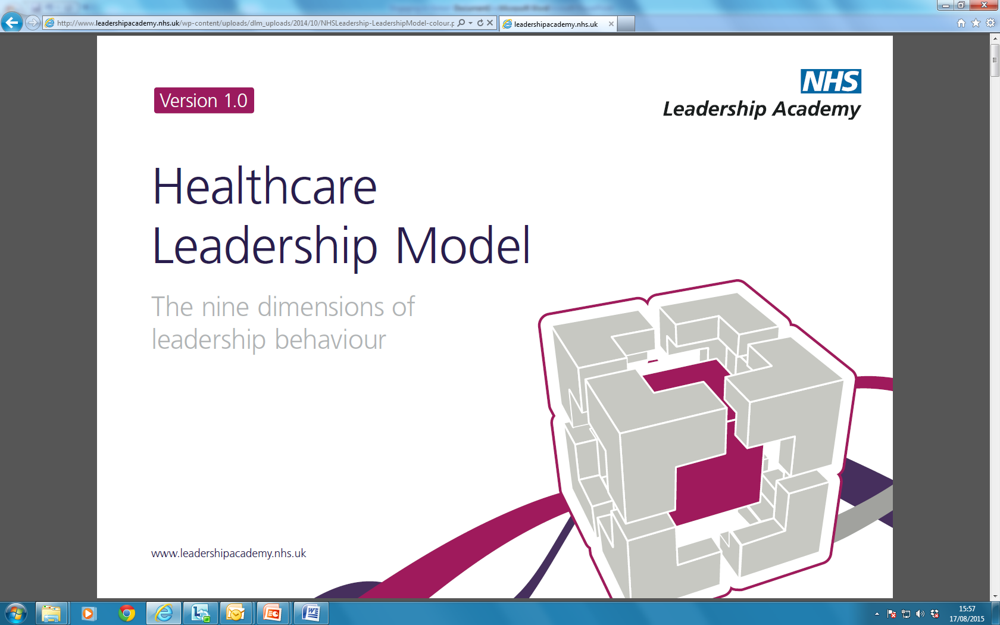 http://www.leadershipacademy.nhs.uk/wp-content/uploads/dlm_uploads/2014/10/NHSLeadership-LeadershipModel-colour.p
leadershipacademy.nhs.uk
Version 1.0
NHS
Leadership Academy
Healthcare
Leadership Model
The nine dimensions of
leadership behaviour
www.leadershipacademy.nhs.uk
15:57
17/08/2015